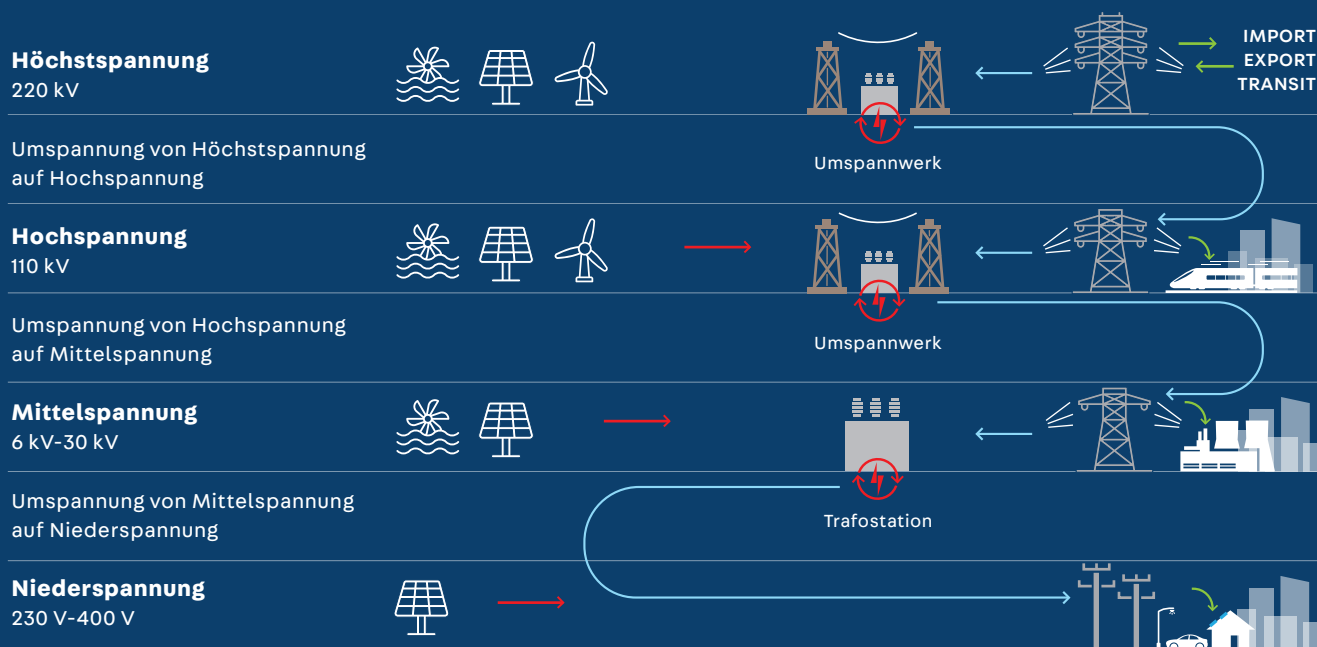 Höchstspannung
220 kV
IMPORT
EXPORT
TRANSIT
Umspannung von Höchstspannung
auf Hochspannung
Umspannwerk
Hochspannung
110 kV
Umspannung von Hochspannung
auf Mittelspannung
Umspannwerk
Mittelspannung
6 kV-30 kV
Umspannung von Mittelspannung
auf Niederspannung
Trafostation
Niederspannung
230 V-400 V